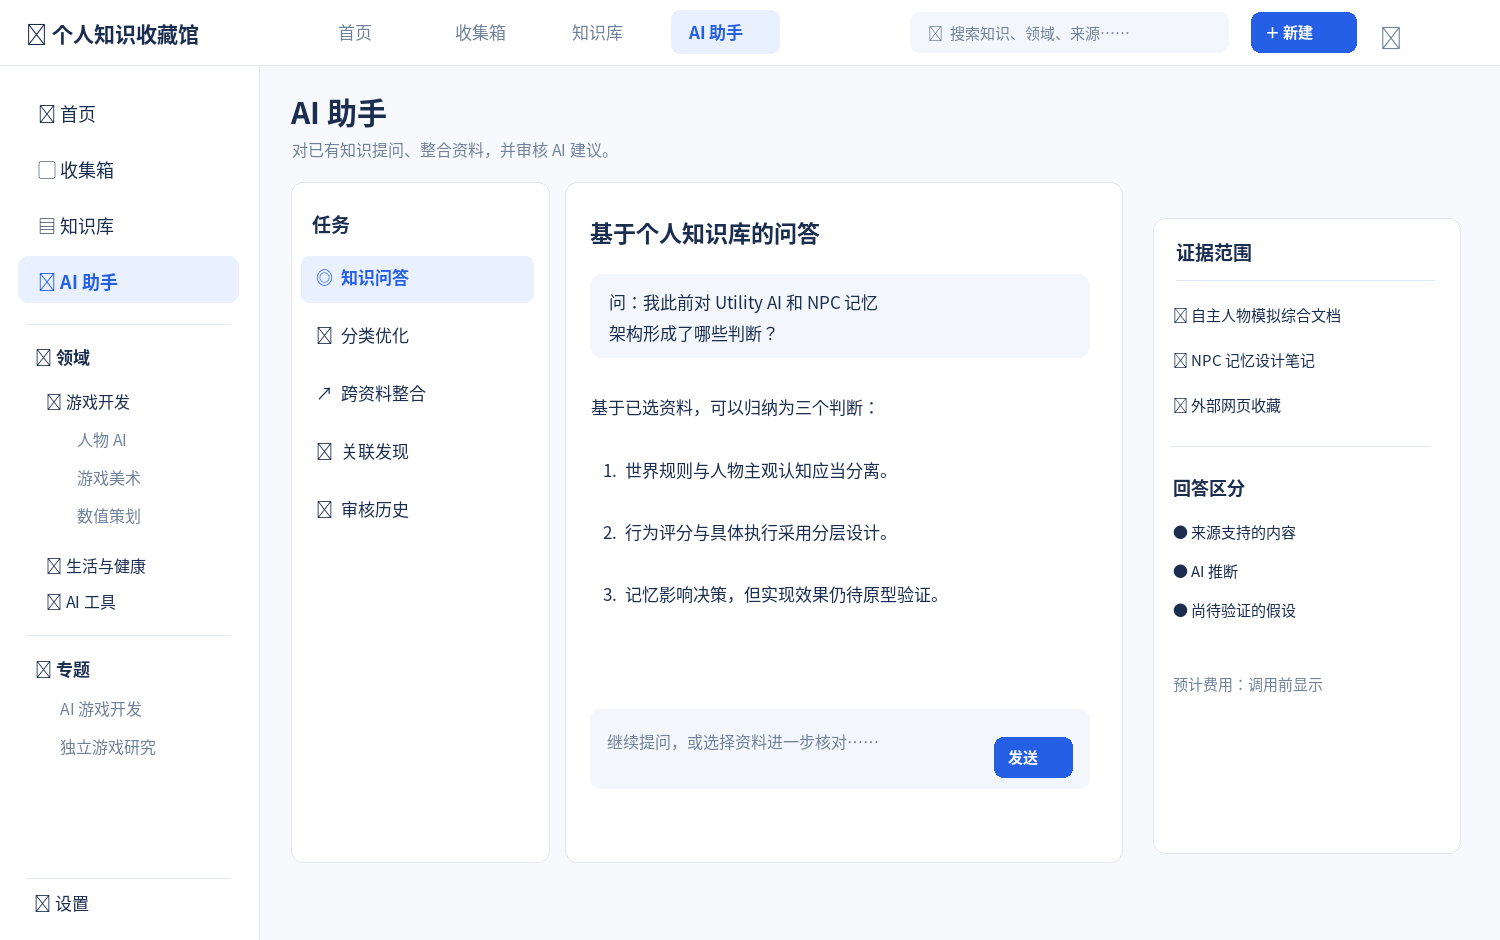 个人知识收藏馆
首页
收集箱
知识库
AI 助手
搜索知识、领域、来源……
+ 新建
首页
收集箱
知识库
AI 助手
领域
游戏开发
人物 AI
游戏美术
数值策划
生活与健康
AI 工具
专题
AI 游戏开发
独立游戏研究
设置
AI 助手
对已有知识提问、整合资料，并审核 AI 建议。
任务
◎ 知识问答
分类优化
↗ 跨资料整合
关联发现
审核历史
基于个人知识库的问答
问：我此前对 Utility AI 和 NPC 记忆
架构形成了哪些判断？
基于已选资料，可以归纳为三个判断：
1. 世界规则与人物主观认知应当分离。
2. 行为评分与具体执行采用分层设计。
3. 记忆影响决策，但实现效果仍待原型验证。
继续提问，或选择资料进一步核对……
发送
证据范围
自主人物模拟综合文档
NPC 记忆设计笔记
外部网页收藏
回答区分
● 来源支持的内容
● AI 推断
● 尚待验证的假设
预计费用：调用前显示